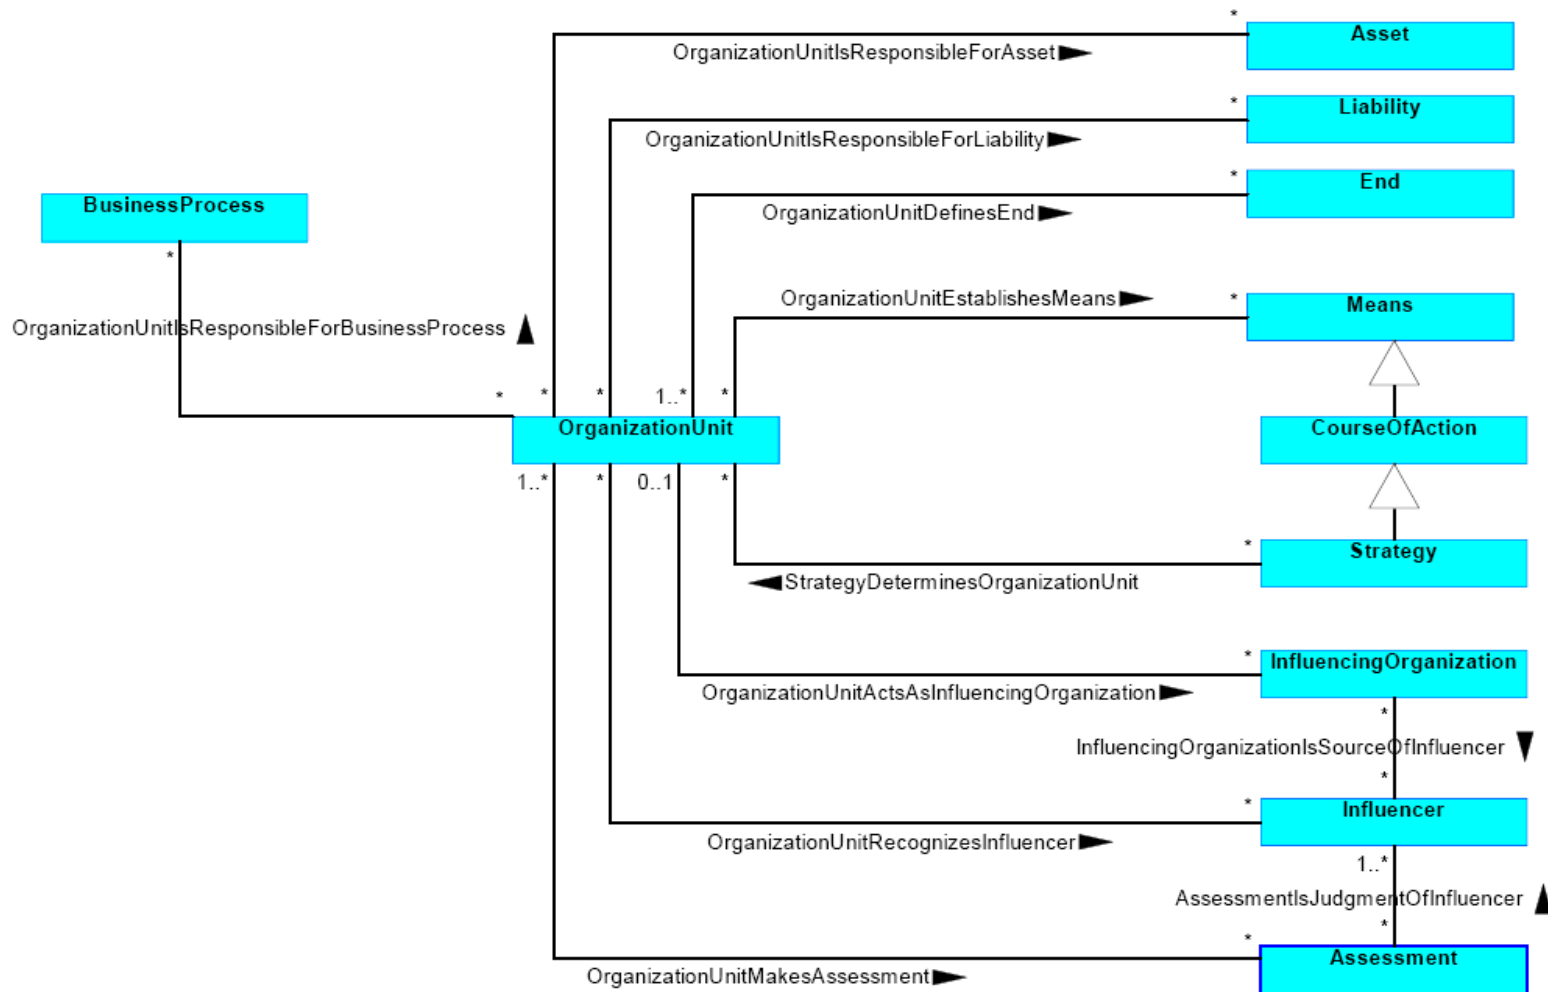 *
Asset
OrganizationUnitIsResponsibleForAsset
*
Liability
OrganizationUnitIsResponsibleForLiability
*
End
BusinessProcess
OrganizationUnitDefinesEnd
*
OrganizationUnitEstablishesMeans
*
Means
OrganizationUnitIsResponsibleForBusinessProcess
*
*
*
1..*
*
OrganizationUnit
CourseOfAction
1..*
*
0..1
*
*
Strategy
StrategyDeterminesOrganizationUnit
*
InfluencingOrganization
OrganizationUnitActsAsInfluencingOrganization
*
InfluencingOrganizationIsSourceOfInfluencer
*
*
Influencer
OrganizationUnitRecognizesInfluencer
1..*
AssessmentIsJudgmentOfInfluencer
*
*
Assessment
OrganizationUnitMakesAssessment